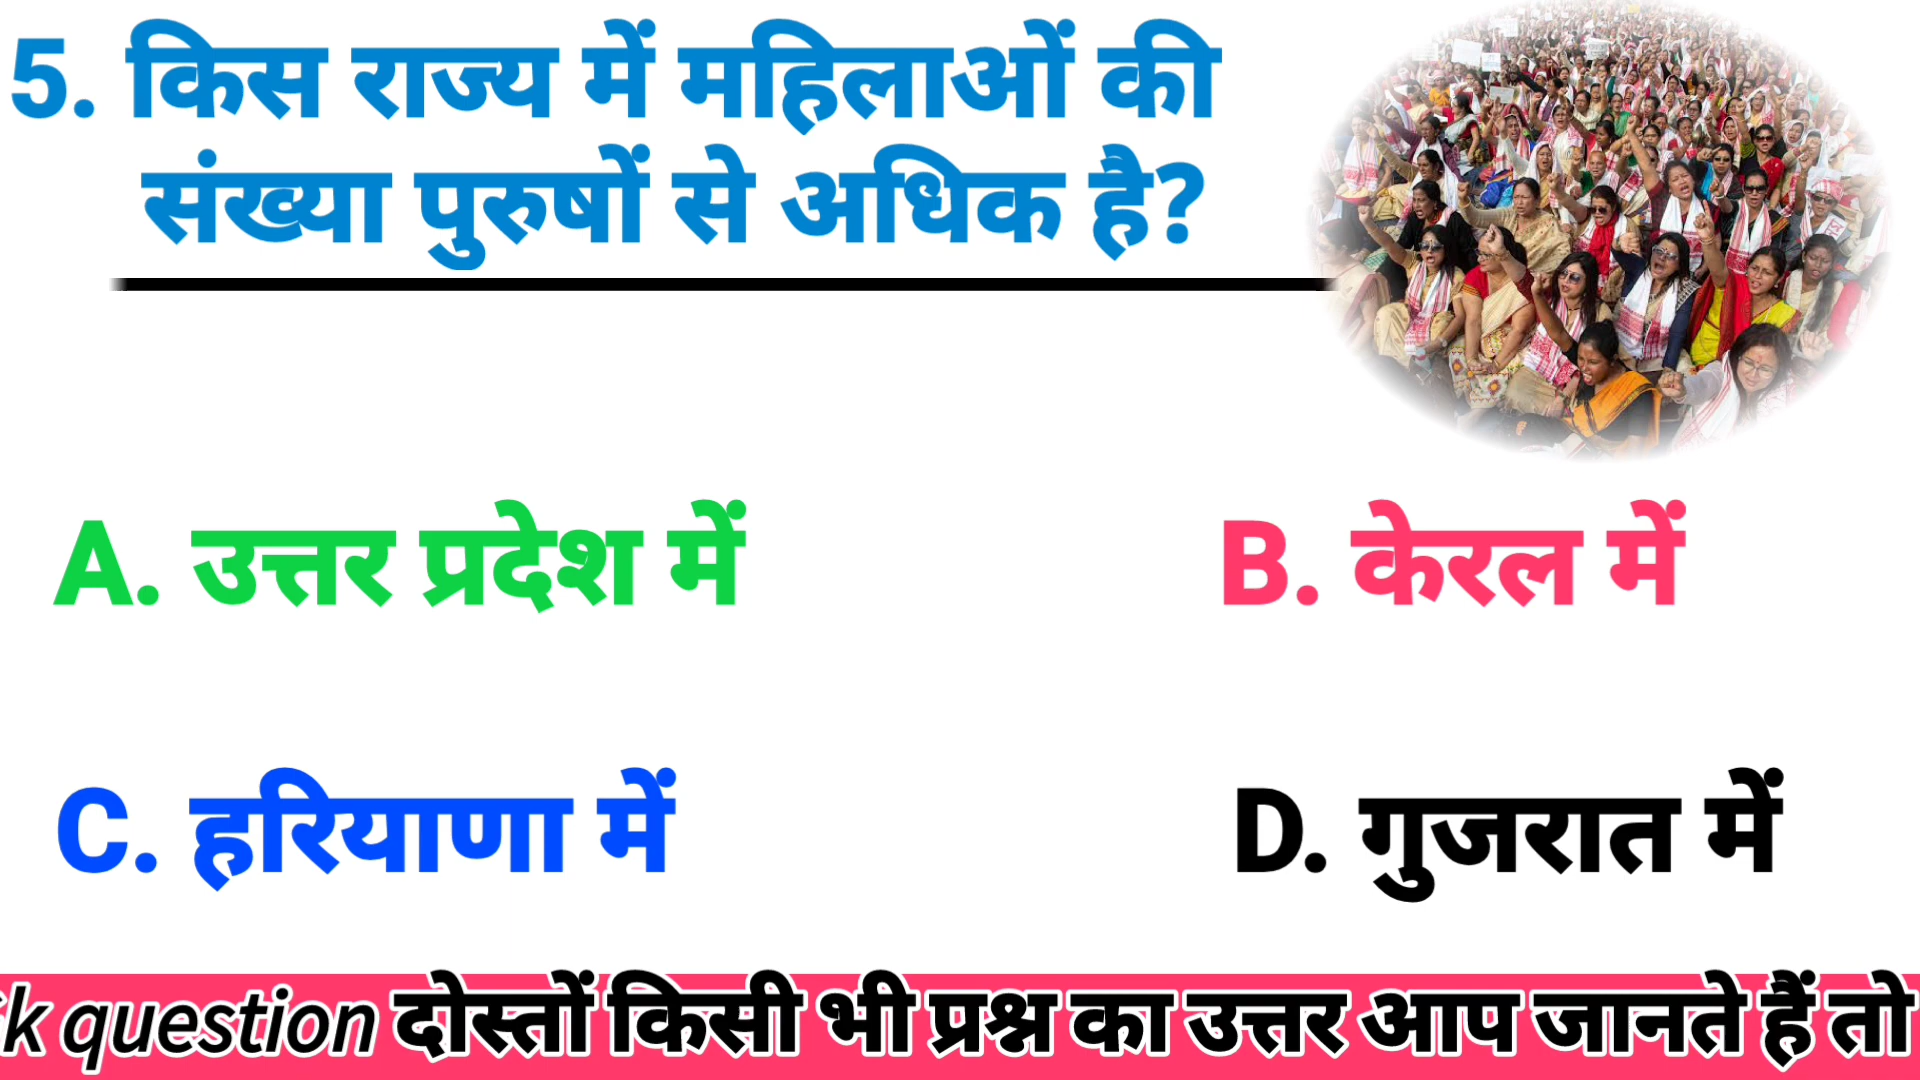 5. किस राज्य में महिलाओं की
संख्या पुरुषों से अधिक है?
A. उत्तर प्रदेश में
B. केरल में
C. हरियाणा में
D. गुजरात में
k question दोस्तों किसी भी प्रश्न का उत्तर आप जानते हैं तो